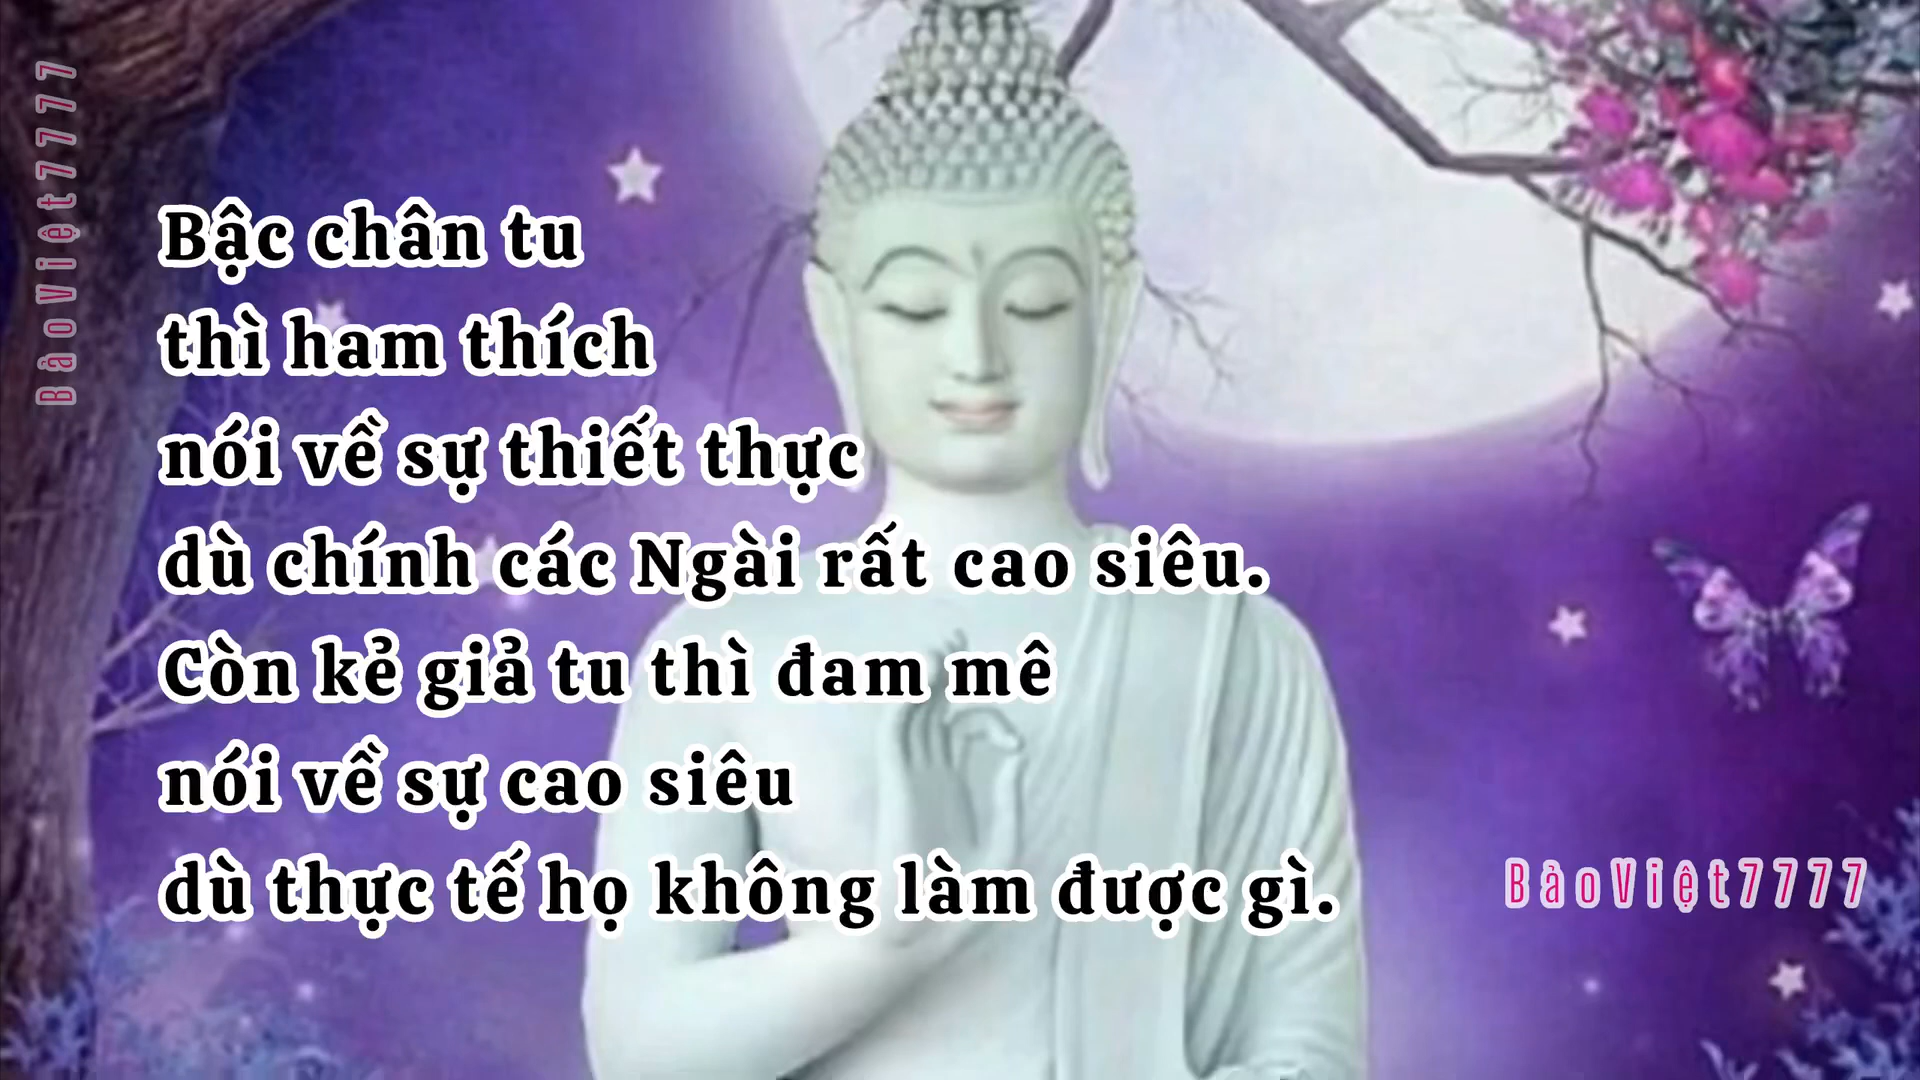 BảoViệt7777
Bậc chân tu
thì ham thích
nói về sự thiết thực
dù chính các Ngài rất cao siêu.
Còn kẻ giả tu thì đam mê
nói về sự cao siêu
dù thực tế họ không làm được gì.
BảoViệt7777